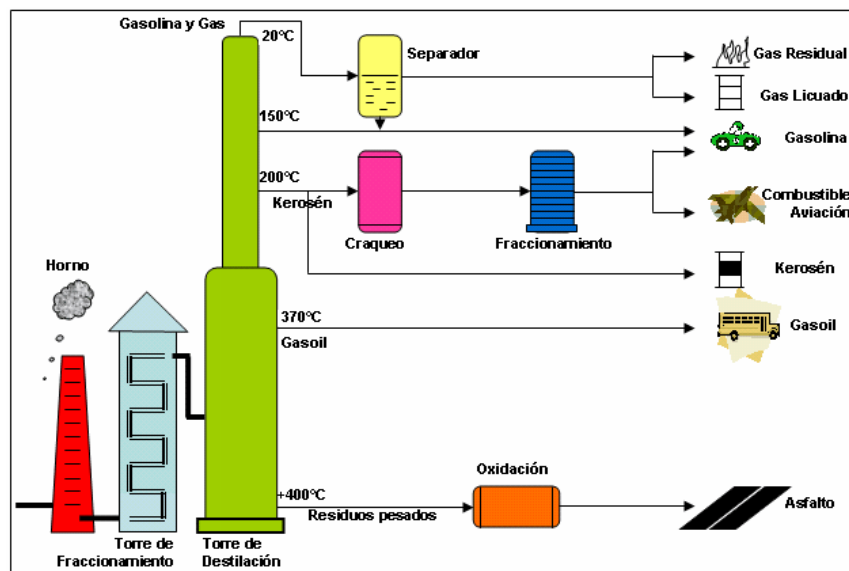 Gasolina y Gas
20°C
Separador
Gas Residual
Gas Licuado
150°C
Gasolina
200°C
Kerosén
Craqueo
Fraccionamiento
Combustible
Aviación
Kerosén
Horno
370°C
Gasoil
Gasoil
Oxidación
+400°C
Residuos pesados
Asfalto
Torre de
Fraccionamiento
Torre de
Destilación